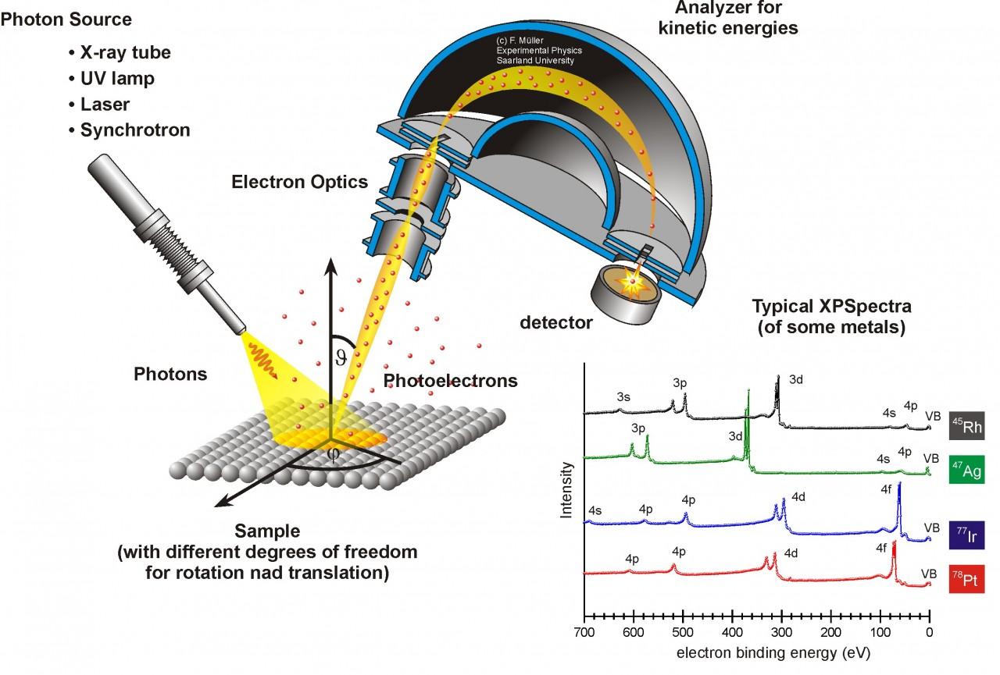 Photon Source
• X-ray tube
• UV lamp
• Laser
• Synchrotron
Analyzer for
kinetic energies
(c) F. Müller
Experimental Physics
Saarland University
Electron Optics
detector
Photons
ϑ
Photoelectrons
φ
Sample
(with different degrees of freedom
for rotation nad translation)
Typical XPSpectra
(of some metals)
Intensity
3s 3p 3d 4s 4p VB 45Rh
3p 3d 4s 4p VB 47Ag
4s 4p 4p 4d 4f VB 77Ir
4p 4p 4d 4f VB 78Pt
700 600 500 400 300 200 100 0
electron binding energy (eV)